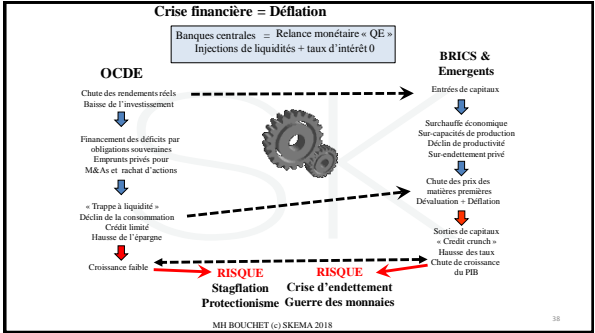 Crise financière = Déflation
Banques centrales = Relance monétaire « QE »
Injections de liquidités + taux d’intérêt 0
OCDE
Chute des rendements réels
Baisse de l’investissement
Financement des déficits par
obligations souveraines
Emprunts privés pour
M&As et rachat d’actions
« Trappe à liquidité »
Déclin de la consommation
Crédit limité
Hausse de l’épargne
Croissance faible
BRICS &
Emergents
Entrées de capitaux
Surchauffe économique
Sur-capacités de production
Déclin de productivité
Sur-endettement privé
Chute des prix des
matières premières
Dévaluation + Déflation
Sorties de capitaux
« Credit crunch »
Hausse des taux
Chute de croissance
du PIB
RISQUE
Stagflation
Protectionisme
RISQUE
Crise d’endettement
Guerre des monnaies
MH BOUCHET (c) SKEMA 2018
38
SK